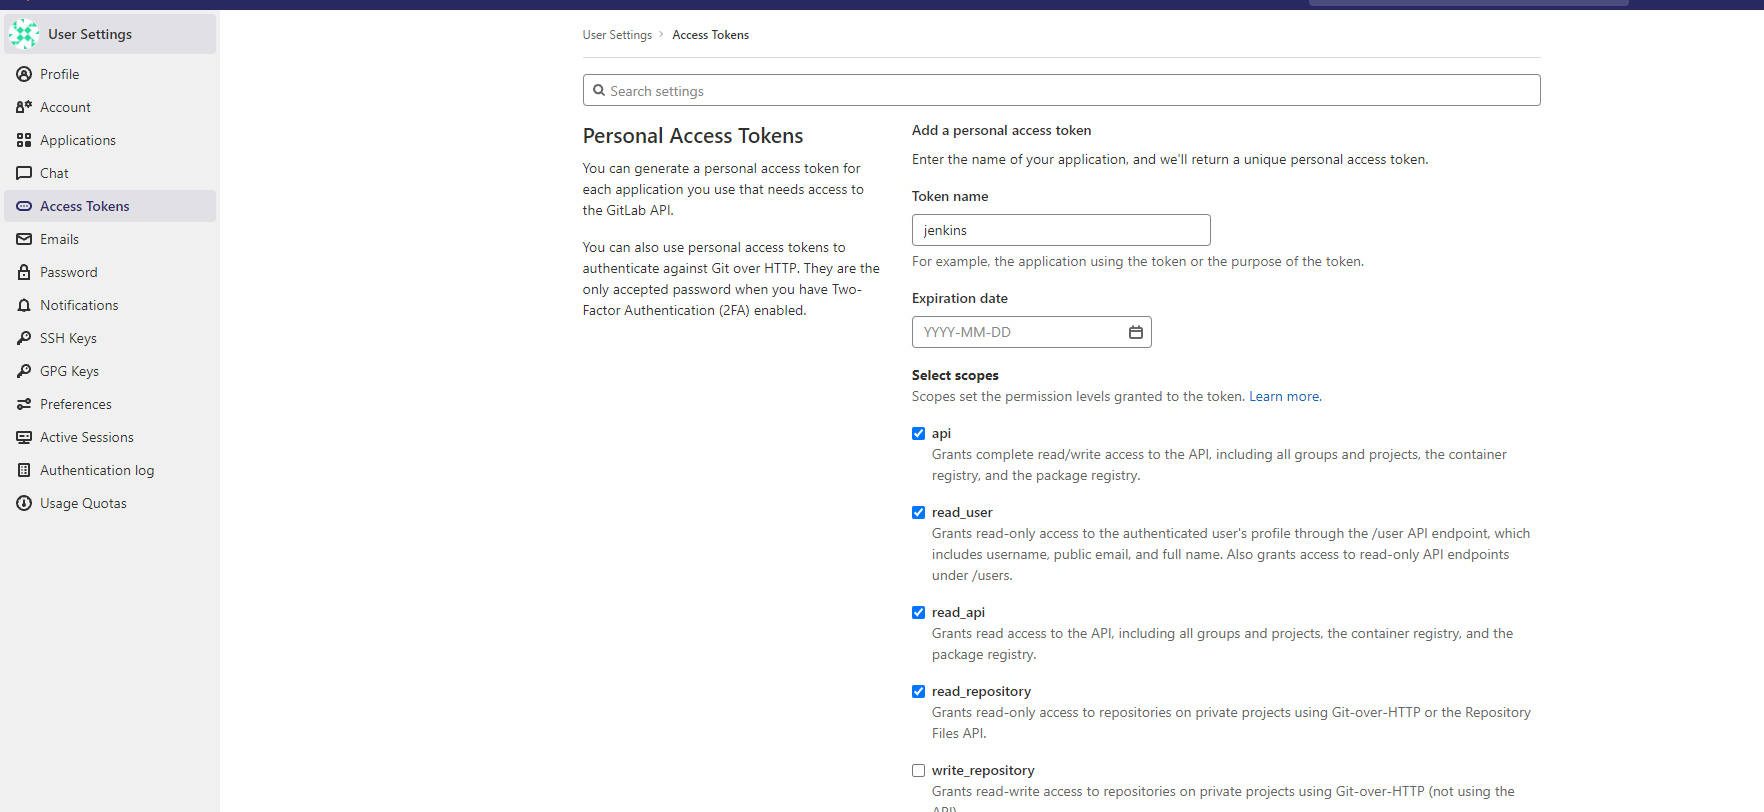 User Settings
Profile
Account
Applications
Chat
Access Tokens
Emails
Password
Notifications
SSH Keys
GPG Keys
Preferences
Active Sessions
Authentication log
Usage Quotas
User Settings > Access Tokens
Search settings
Personal Access Tokens
You can generate a personal access token for
each application you use that needs access to
the GitLab API.
You can also use personal access tokens to
authenticate against Git over HTTP. They are the
only accepted password when you have Two-
Factor Authentication (2FA) enabled.
Add a personal access token
Enter the name of your application, and we'll return a unique personal access token.
Token name
jenkins
For example, the application using the token or the purpose of the token.
Expiration date
YYYY-MM-DD
Select scopes
Scopes set the permission levels granted to the token. Learn more.
api
Grants complete read/write access to the API, including all groups and projects, the container
registry, and the package registry.
read_user
Grants read-only access to the authenticated user's profile through the /user API endpoint, which
includes username, public email, and full name. Also grants access to read-only API endpoints
under /users.
read_api
Grants read access to the API, including all groups and projects, the container registry, and the
package registry.
read_repository
Grants read-only access to repositories on private projects using Git-over-HTTP or the Repository
Files API.
write_repository
Grants read-write access to repositories on private projects using Git-over-HTTP (not using the
API).